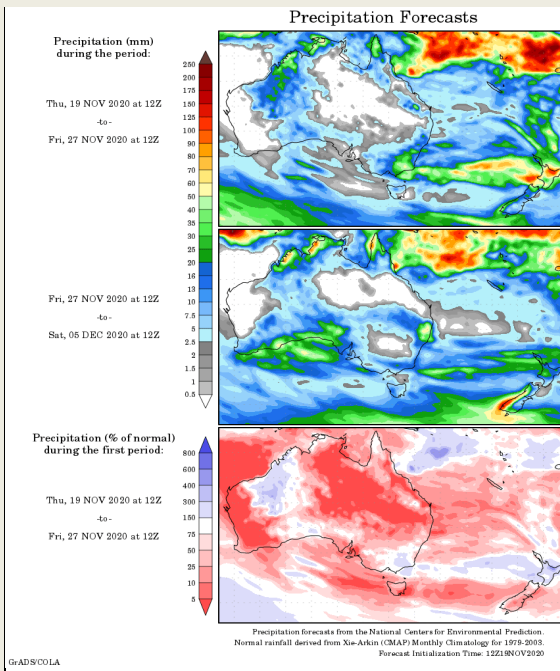 Precipitation Forecasts
Precipitation (mm)
during the period:
Thu, 19 NOV 2020 at 12Z
-to-
Fri, 27 NOV 2020 at 12Z
250
200
175
150
125
100
90
80
70
60
50
40
35
30
25
20
16
13
10
7.5
5
2.5
2
1.5
1
0.5
Fri, 27 NOV 2020 at 12Z
-to-
Sat, 05 DEC 2020 at 12Z
Precipitation (% of normal)
during the first period:
Thu, 19 NOV 2020 at 12Z
-to-
Fri, 27 NOV 2020 at 12Z
800
600
400
300
150
75
50
25
10
5
Precipitation forecasts from the National Centers for Environmental Prediction.
Normal rainfall derived from Xie-Arkin (CMAP) Monthly Climatology for 1979-2003.
Forecast Initialization Time: 12Z19NOV2020
GrADS/COLA